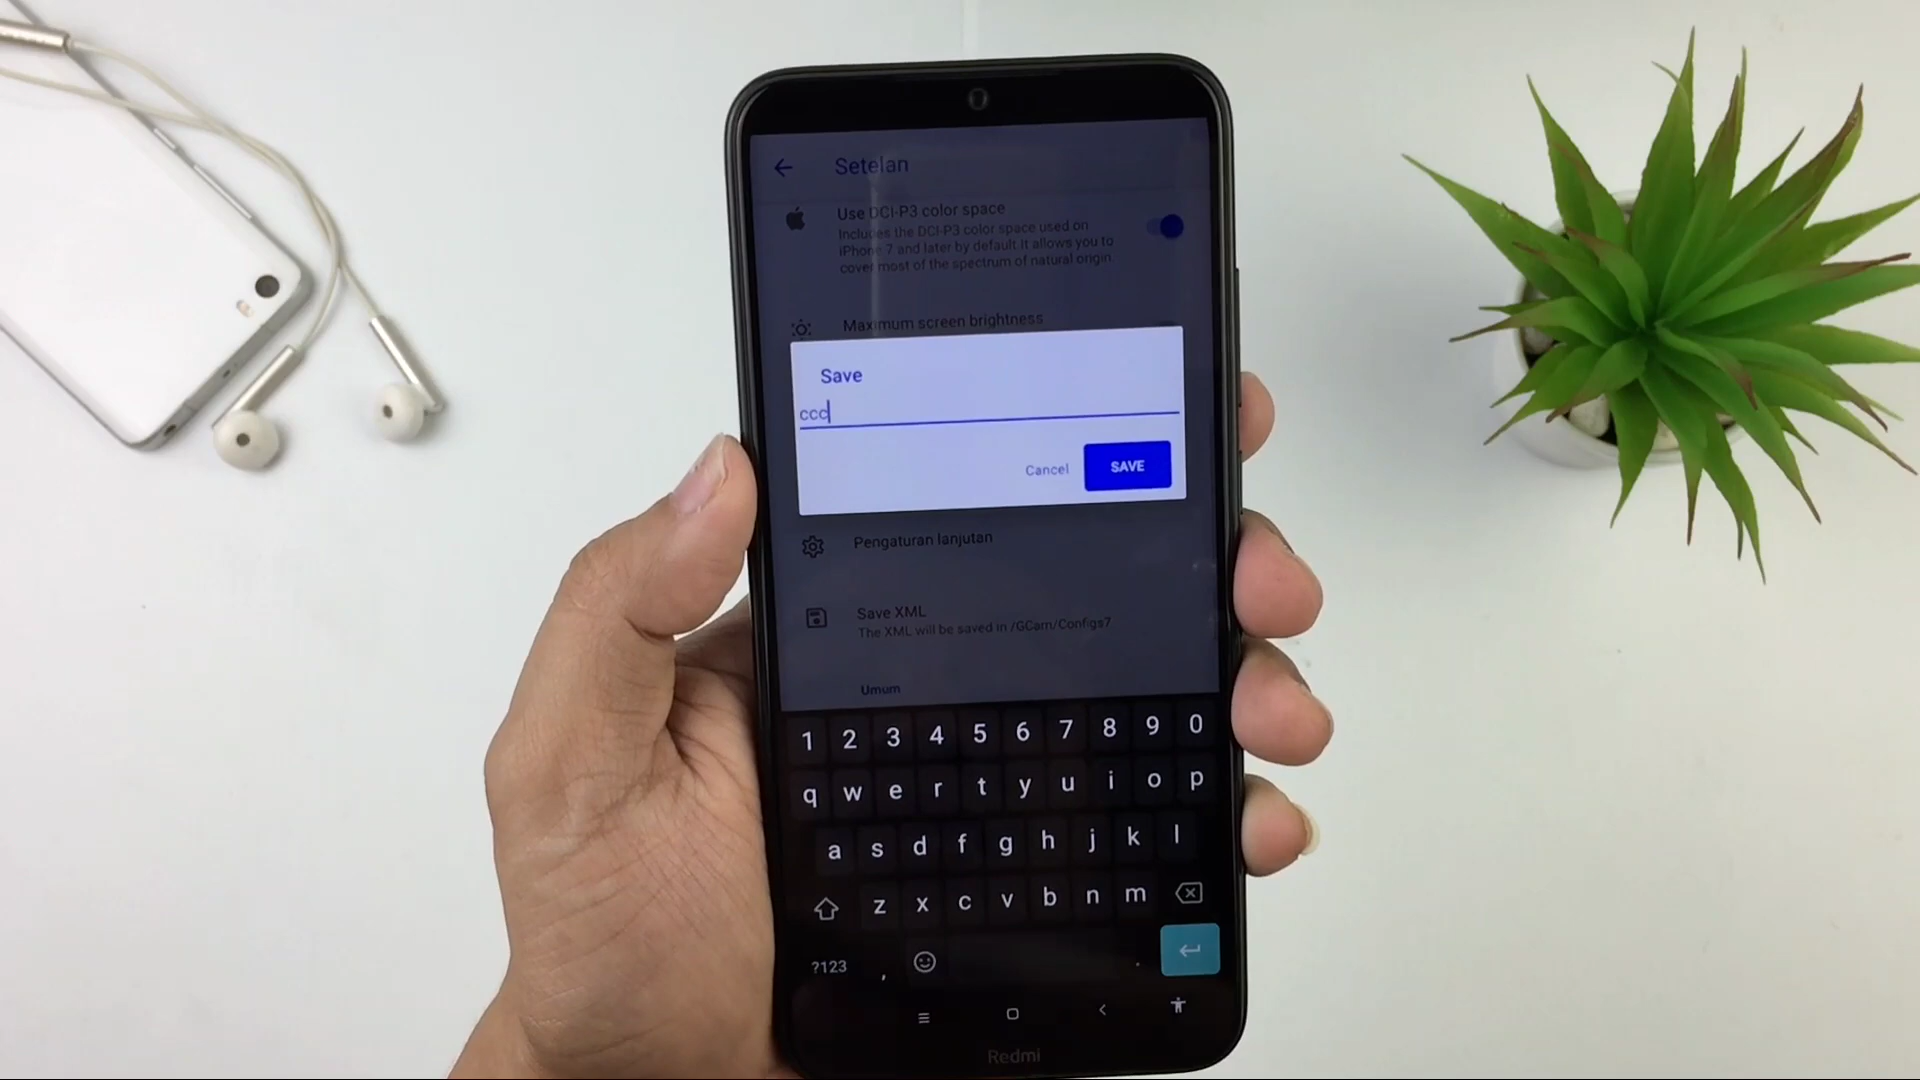 Setelan
Use DCI-P3 color space
Includes the DCI-P3 color space used on
iPhone 7 and later by default.It allows you to
cover most of the spectrum of natural origin.
Maximum screen brightness
Save
ccc
Cancel
SAVE
Pengaturan lanjutan
Save XML
The XML will be saved in /GCam/Configs7
Umum
1 2 3 4 5 6 7 8 9 0
q w e r t y u i o p
a s d f g h j k l
z x c v b n m
?123 , .
Redmi